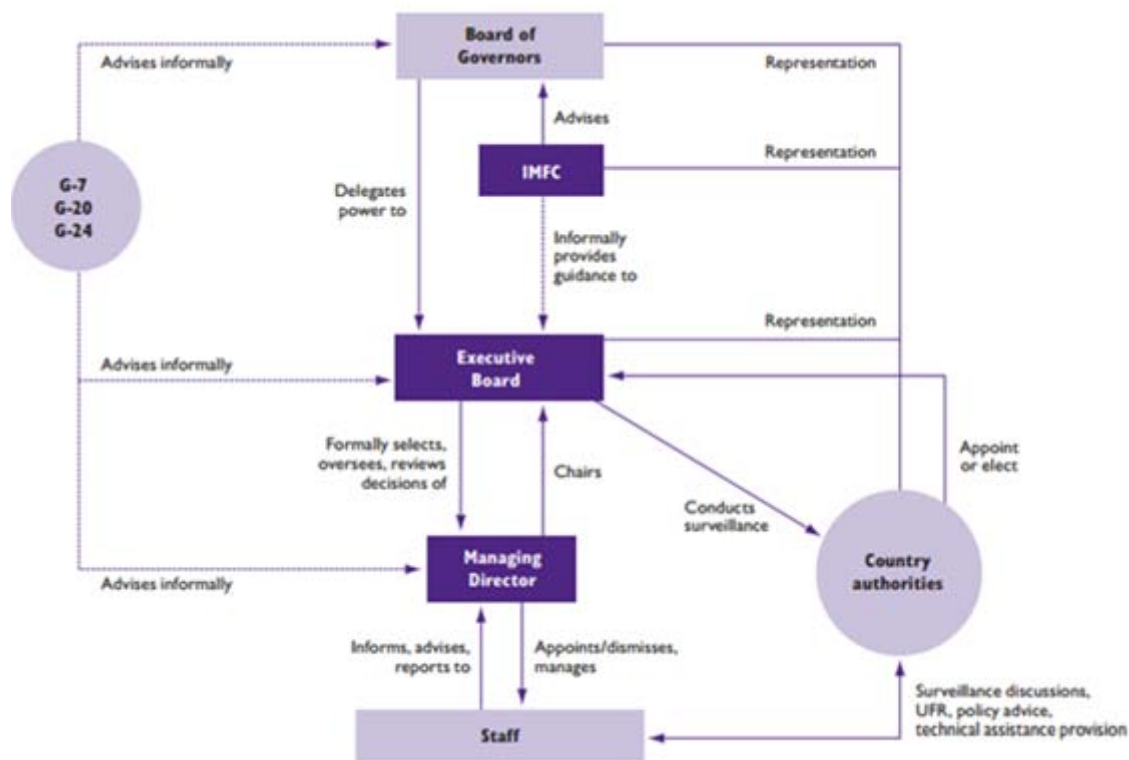 Board of
Governors
Advises informally
Representation
Advises
IMFC
Representation
G-7
G-20
G-24
Delegates
power to
Informally
provides
guidance to
Representation
Executive
Board
Advises informally
Formally selects,
oversees, reviews
decisions of
Chairs
Appoint
or elect
Conducts
surveillance
Managing
Director
Country
authorities
Advises informally
Informs, advises,
reports to
Appoints/dismisses,
manages
Surveillance discussions,
UFR, policy advice,
technical assistance provision
Staff